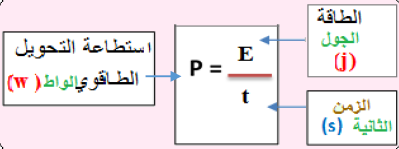 استطاعة التحويل
الطاقوي الواط (w)
P = E / t
الطاقة
الجول
(j)
الزمن
الثانية (s)